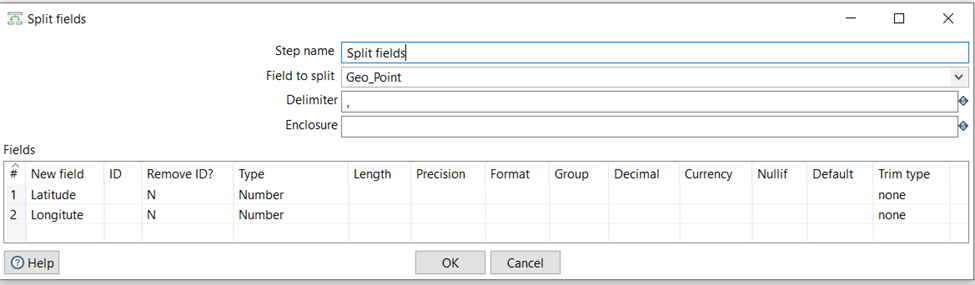 Split fields
Step name Split fields
Field to split Geo_Point
Delimiter ,
Enclosure
Fields
# New field ID Remove ID? Type Length Precision Format Group Decimal Currency Nullif Default Trim type
1 Latitude N Number none
2 Longitute N Number none
Help OK Cancel